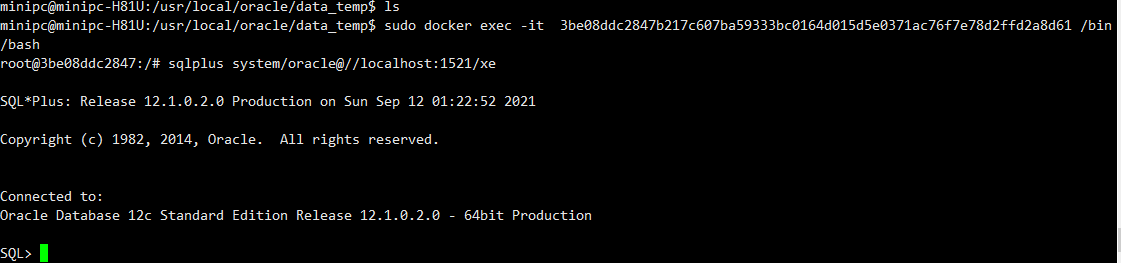 minipc@minipc-H81U:/usr/local/oracle/data_temp$ ls
minipc@minipc-H81U:/usr/local/oracle/data_temp$ sudo docker exec -it  3be08ddc2847b217c607ba59333bc0164d015d5e0371ac76f7e78d2ffd2a8d61 /bin
/bash
root@3be08ddc2847:/# sqlplus system/oracle@//localhost:1521/xe
SQL*Plus: Release 12.1.0.2.0 Production on Sun Sep 12 01:22:52 2021
Copyright (c) 1982, 2014, Oracle.  All rights reserved.
Connected to:
Oracle Database 12c Standard Edition Release 12.1.0.2.0 - 64bit Production
SQL>